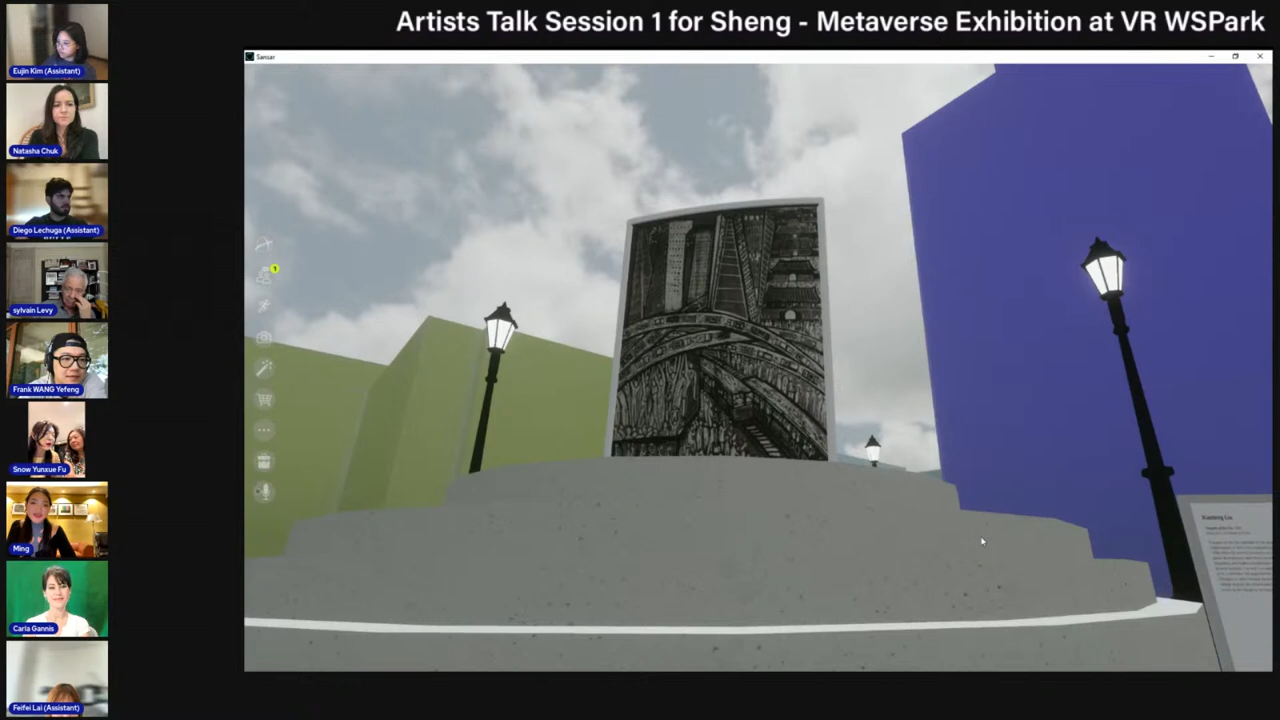 Artists Talk Session 1 for Sheng - Metaverse Exhibition at VR WSPark
Sansar
Eujin Kim (Assistant)
Natasha Chuk
Diego Lechuga (Assistant)
sylvain Levy
Frank WANG Yefeng
Snow Yunxue Fu
Ming
Carla Gannis
Feifei Lai (Assistant)
1